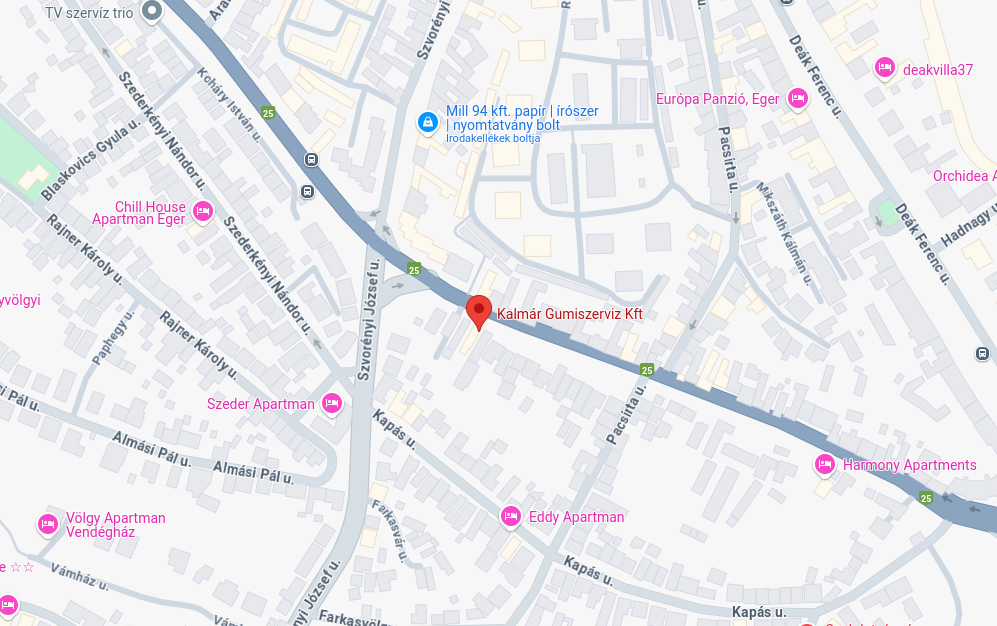 TV szervíz trio
Szvorényi
Deák Ferenc u.
deakvilla37
Szederkényi Nándor u.
Koháry István u.
25
Európa Panzió, Eger
Mill 94 kft. papír | írószer
| nyomtatvány bolt
Irodakellékek boltja
Blaskovics Gyula u.
Pacsirta u.
Orchidea A
Chill House
Apartman Eger
Mikszáth Kálmán u.
Deák Ferenc u.
Hadnagy u
Rajner Károly u.
Szederkényi Nándor u.
25
Szvorényi József u.
yvölgyi
Kalmár Gumiszerviz Kft
Paphegy u.
Rajner Károly u.
25
Pacsirta u.
si Pál u.
Szeder Apartman
Kapás u.
Almási Pál u.
Almási Pál u.
Harmony Apartments
25
Völgy Apartman
Vendégház
Falkasvár u.
Eddy Apartman
e ☆☆
Vámház u.
Kapás u.
nyi József u.
Farkasvölgy
Kapás u.